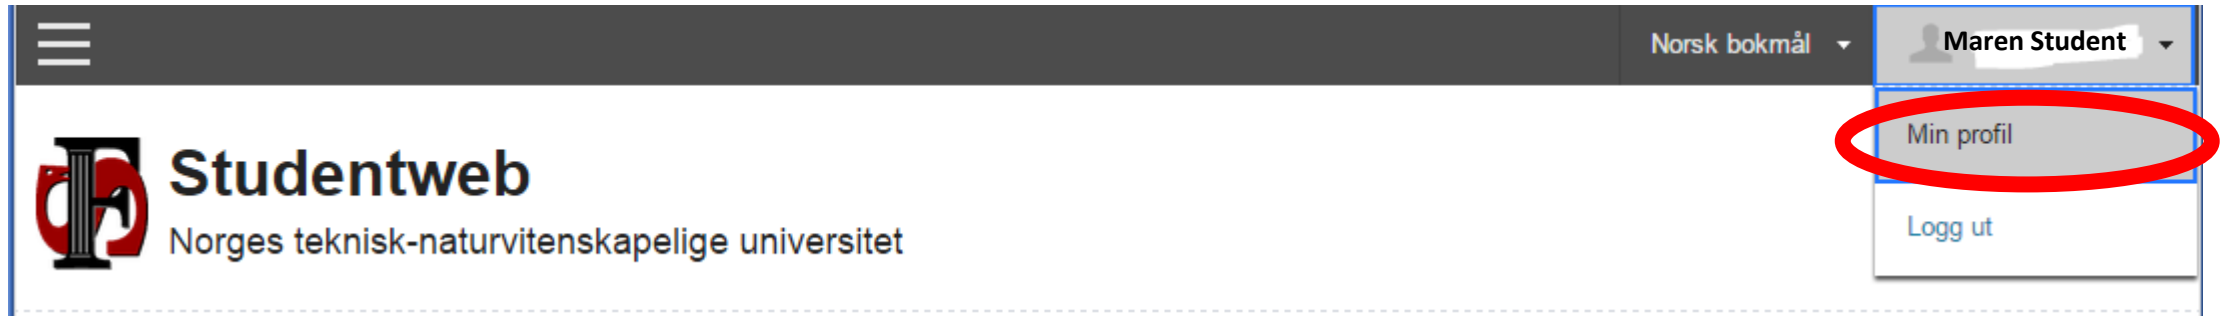 Norsk bokmål
Maren Student
Min profil
Studentweb
Norges teknisk-naturvitenskapelige universitet
Logg ut